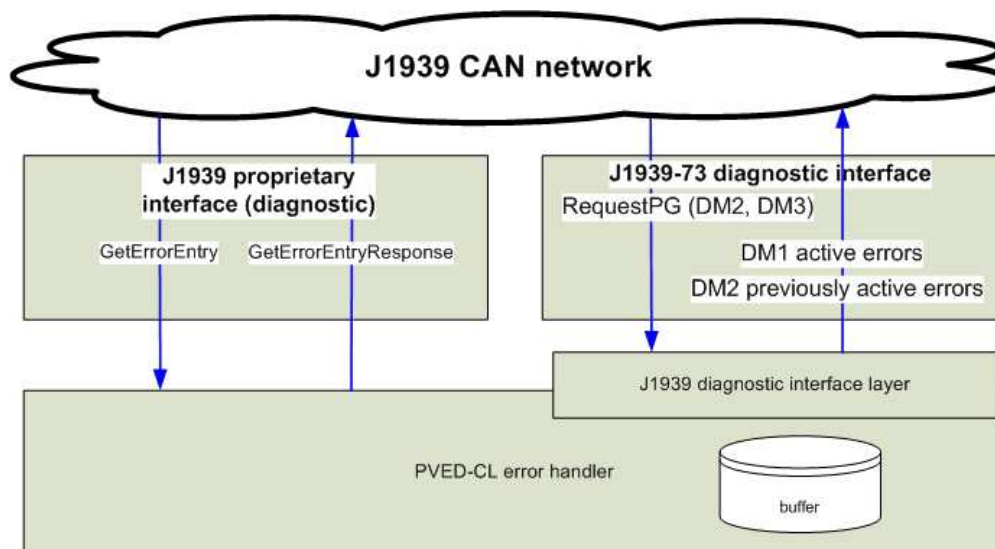 J1939 CAN network
J1939 proprietary
interface (diagnostic)
GetErrorEntry
GetErrorEntryResponse
J1939-73 diagnostic interface
RequestPG (DM2, DM3)
DM1 active errors
DM2 previously active errors
J1939 diagnostic interface layer
PVED-CL error handler
buffer